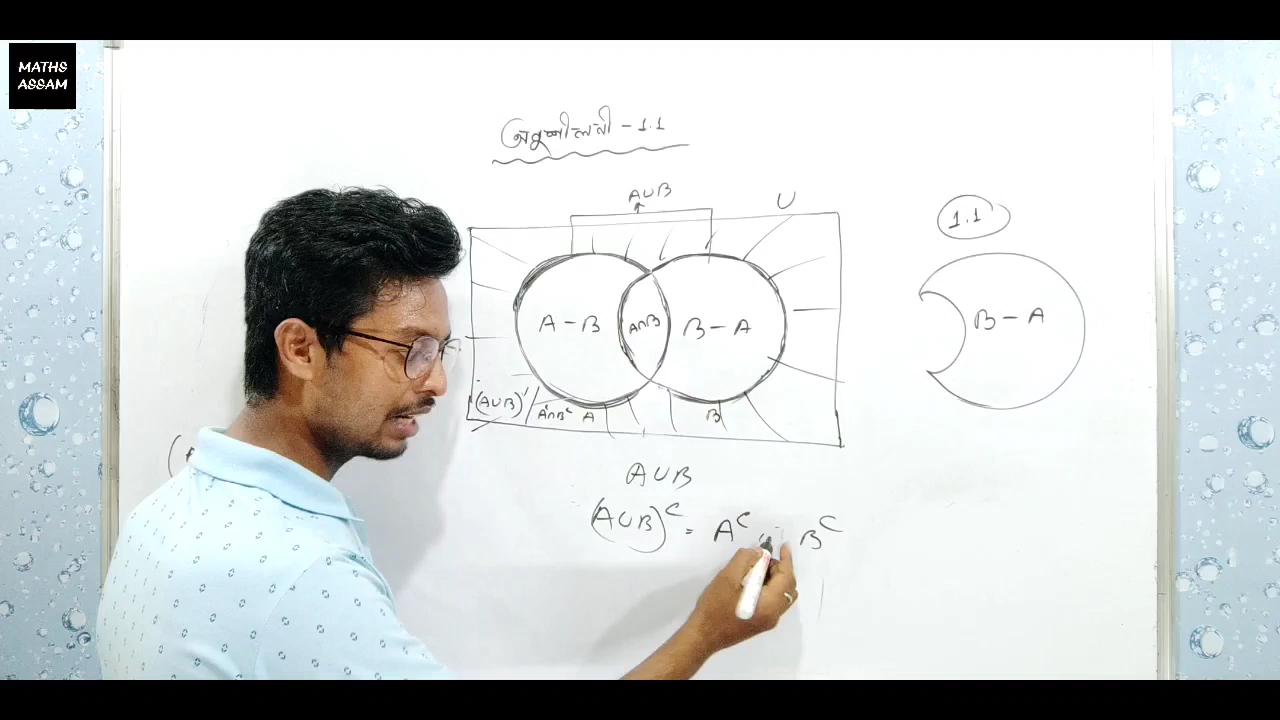 MATHS
ASSAM
অনুশীলনী - 1.1
A∪B
U
1.1
A - B
A∩B
B - A
B - A
(A∪B)' / A'∩B' A
B
A∪B
(A∪B)ᶜ = Aᶜ Bᶜ